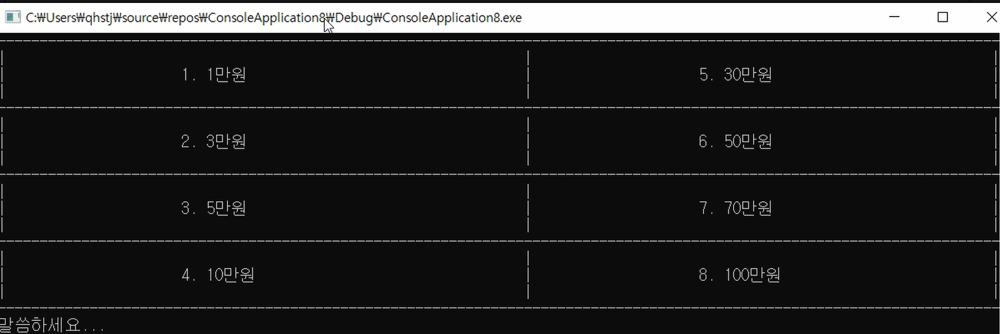 C:₩Users₩qhstj₩source₩repos₩ConsoleApplication8₩Debug₩ConsoleApplication8.exe
1. 1만원 5. 30만원
2. 3만원 6. 50만원
3. 5만원 7. 70만원
4. 10만원 8. 100만원
말씀하세요...